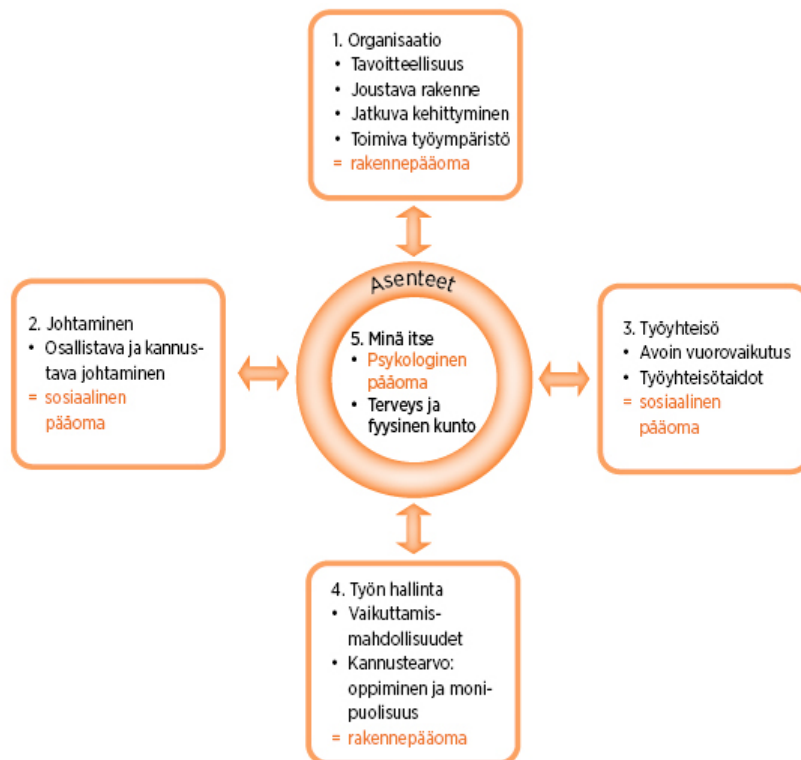 1. Organisaatio
• Tavoitteellisuus
• Joustava rakenne
• Jatkuva kehittyminen
• Toimiva työympäristö
= rakennepääoma
2. Johtaminen
• Osallistava ja kannus-
tava johtaminen
= sosiaalinen
pääoma
Asenteet
5. Minä itse
• Psykologinen
pääoma
• Terveys ja
fyysinen kunto
3. Työyhteisö
• Avoin vuorovaikutus
• Työyhteisötaidot
= sosiaalinen
pääoma
4. Työn hallinta
• Vaikuttamis-
mahdollisuudet
• Kannustearvo:
oppiminen ja moni-
puolisuus
= rakennepääoma